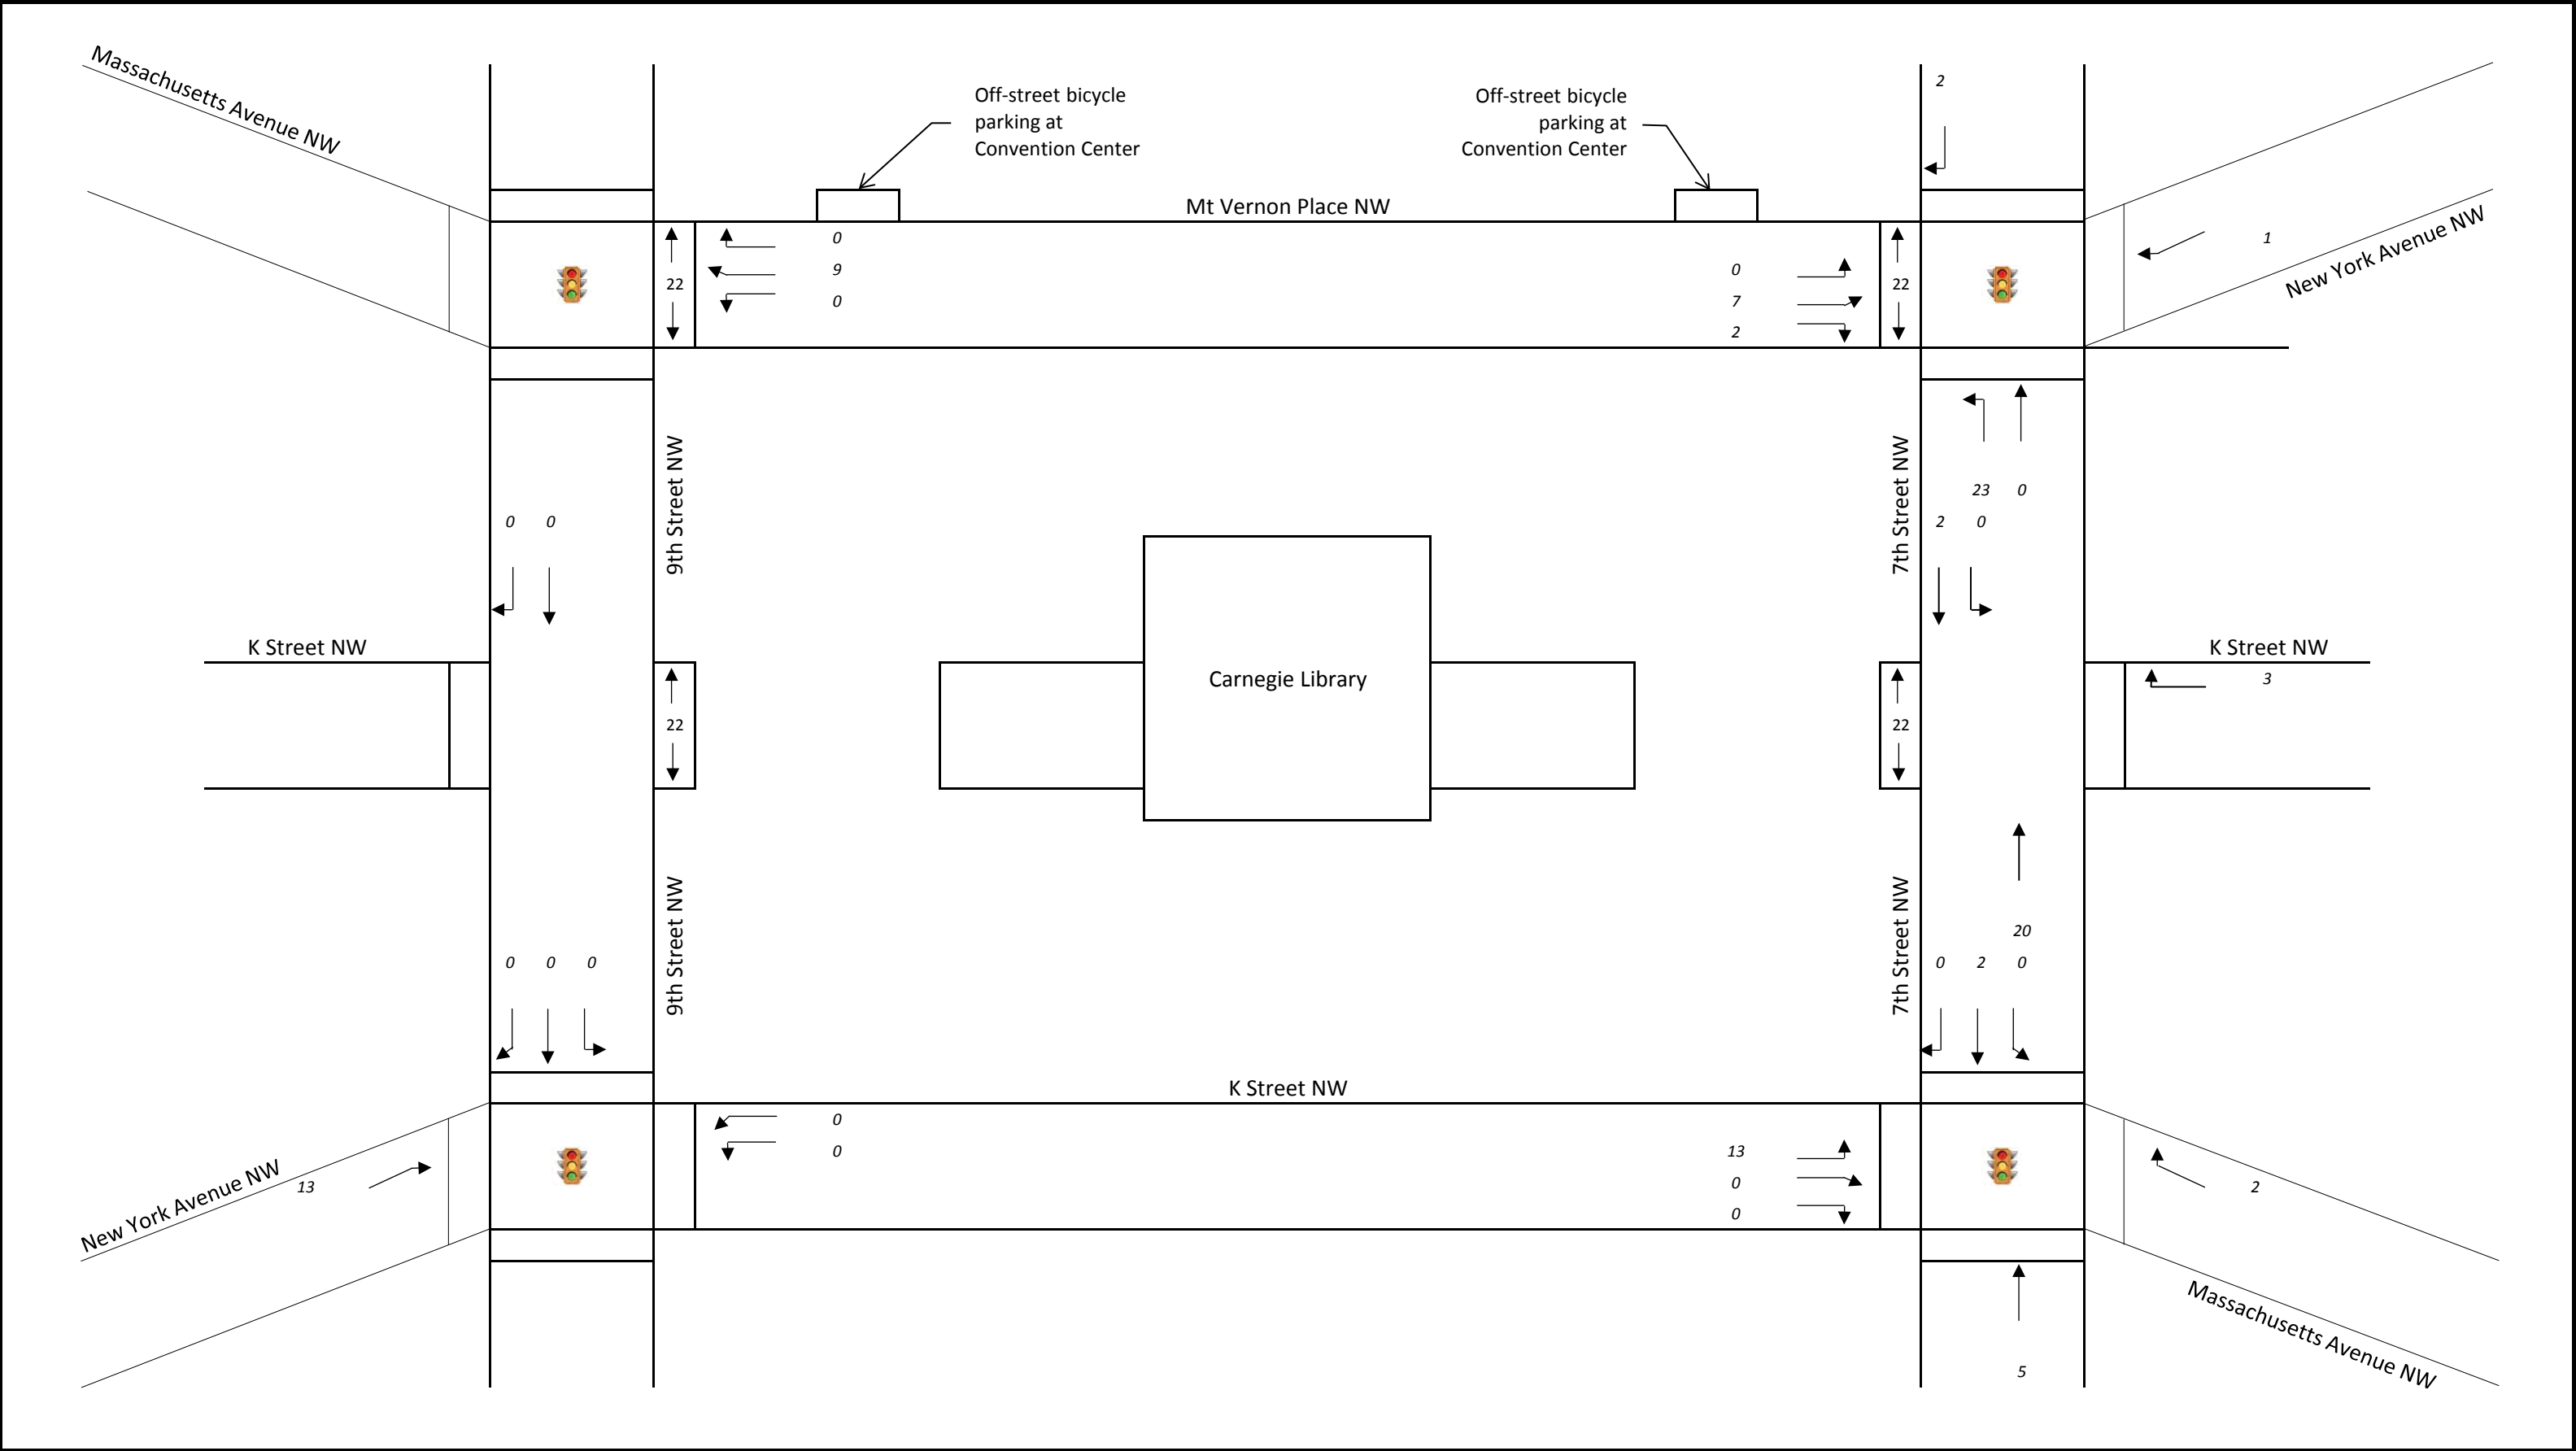 Massachusetts Avenue NW
2
Off-street bicycle
parking at
Convention Center
Off-street bicycle
parking at
Convention Center
Mt Vernon Place NW
New York Avenue NW
1
0
9
0
22
0
7
2
22
9th Street NW
7th Street NW
23 0
0 0
2 0
K Street NW
K Street NW
3
Carnegie Library
22
22
9th Street NW
7th Street NW
20
0 0 0
0 2 0
K Street NW
0
0
13
0
0
New York Avenue NW
13
2
Massachusetts Avenue NW
5